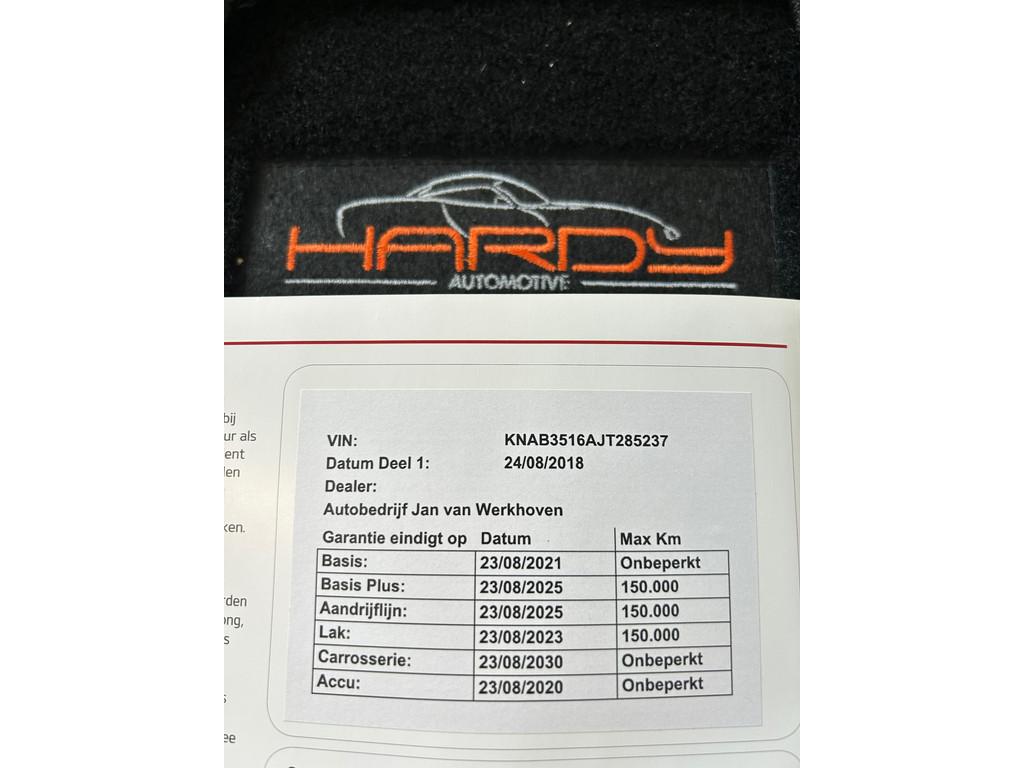 HARDY
AUTOMOTIVE
bij
ur als
ent
len
ken.
rden
ong,
s
ee
VIN: KNAB3516AJT285237
Datum Deel 1: 24/08/2018
Dealer:
Autobedrijf Jan van Werkhoven
Garantie eindigt op Datum Max Km
Basis: 23/08/2021 Onbeperkt
Basis Plus: 23/08/2025 150.000
Aandrijflijn: 23/08/2025 150.000
Lak: 23/08/2023 150.000
Carrosserie: 23/08/2030 Onbeperkt
Accu: 23/08/2020 Onbeperkt